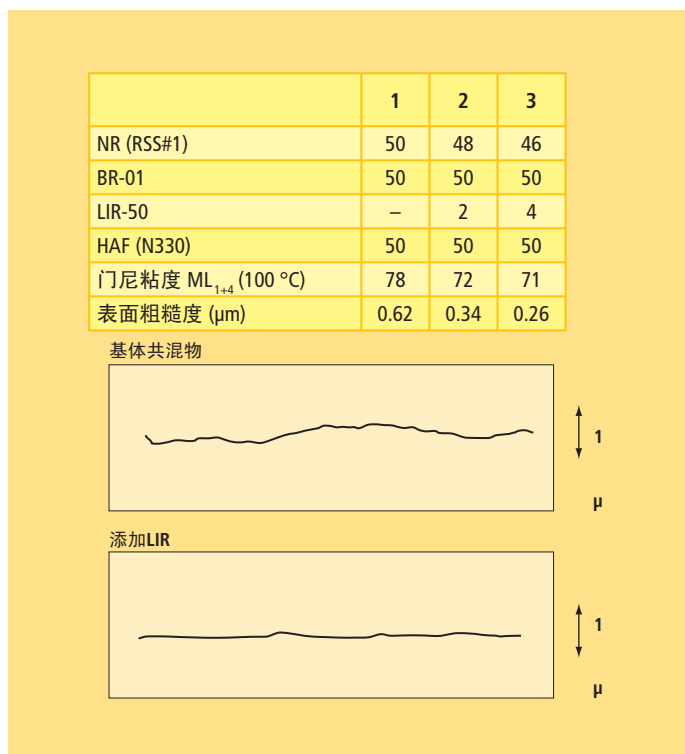 1 2 3
NR (RSS#1) 50 48 46
BR-01 50 50 50
LIR-50 – 2 4
HAF (N330) 50 50 50
门尼粘度 ML1+4 (100 °C) 78 72 71
表面粗糙度 (µm) 0.62 0.34 0.26
基体共混物
1
µ
添加LIR
1
µ